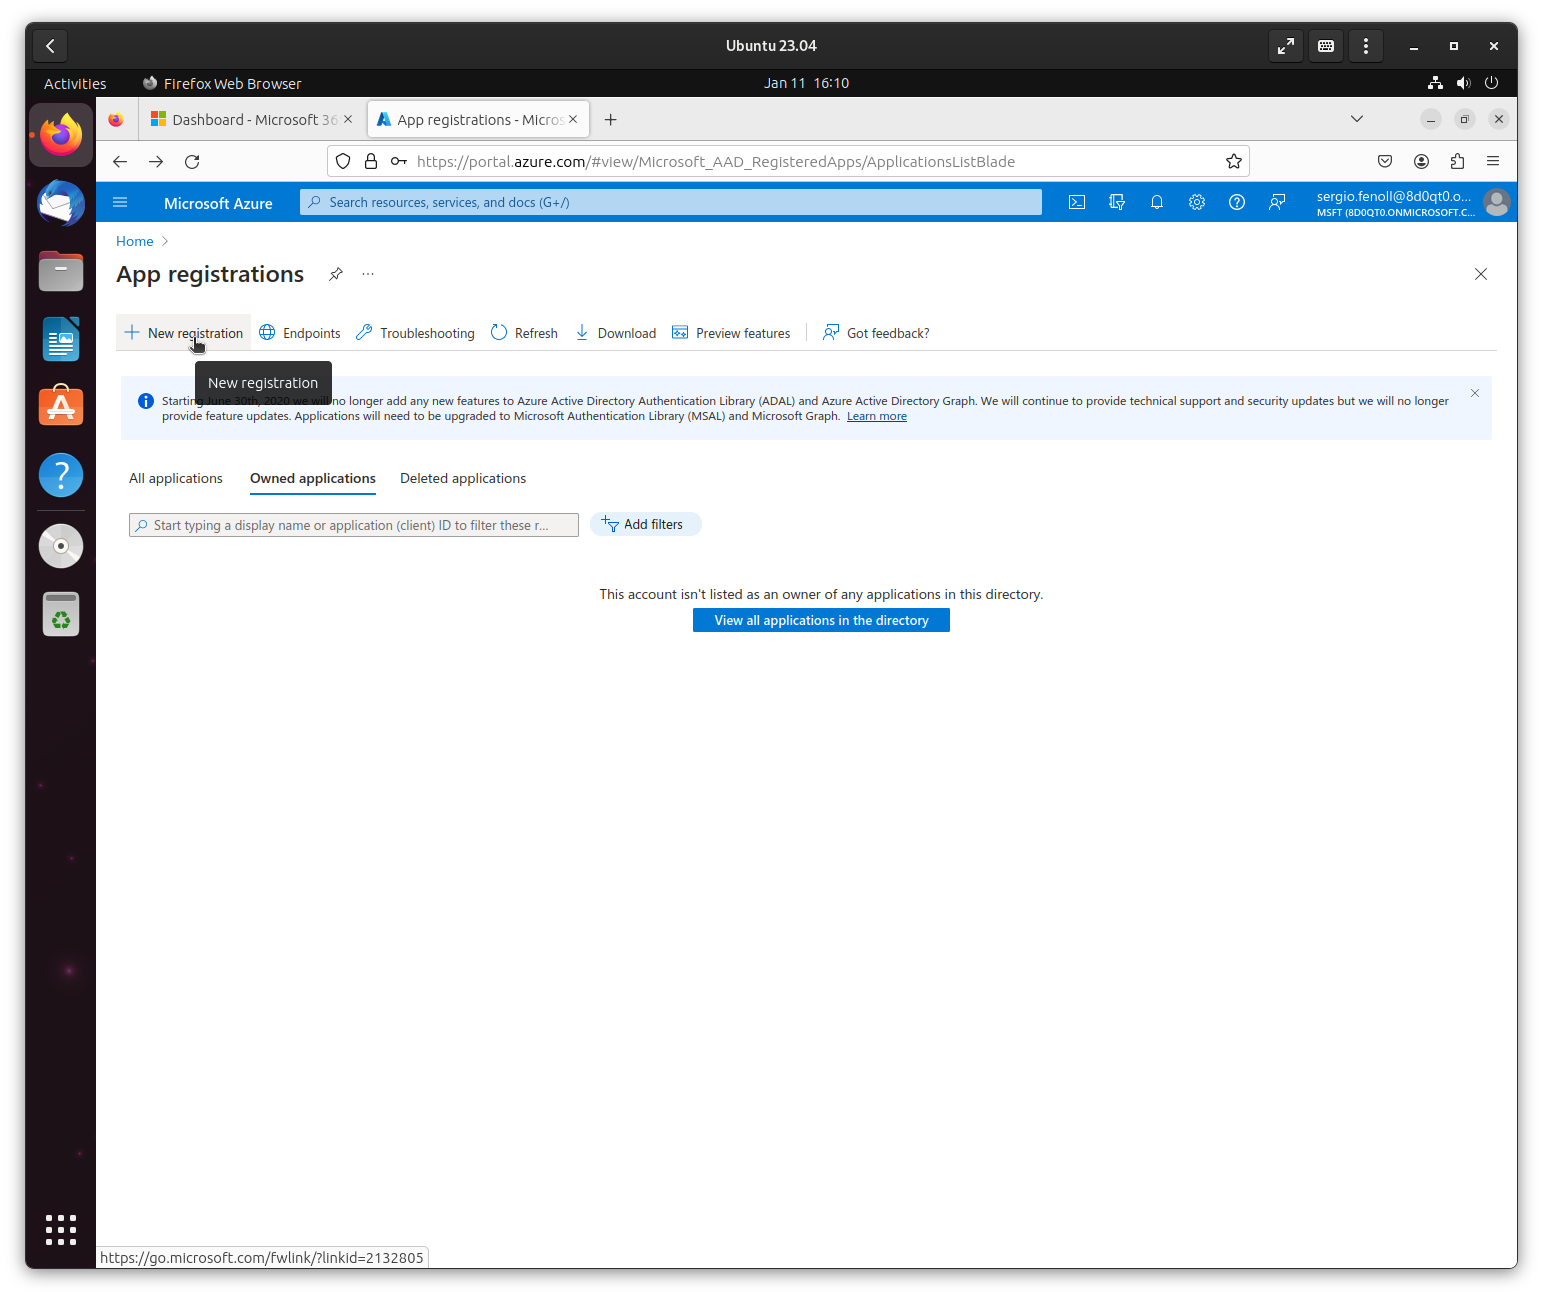 Ubuntu 23.04
Activities
Firefox Web Browser
Jan 11 16:10
Dashboard - Microsoft 36
App registrations - Micros
https://portal.azure.com/#view/Microsoft_AAD_RegisteredApps/ApplicationsListBlade
Microsoft Azure
Search resources, services, and docs (G+/)
sergio.fenoll@8d0qt0.o...
MSFT (8D0QT0.ONMICROSOFT.C...
Home
App registrations
New registration
Endpoints
Troubleshooting
Refresh
Download
Preview features
Got feedback?
New registration
Starting June 30th, 2020 we will no longer add any new features to Azure Active Directory Authentication Library (ADAL) and Azure Active Directory Graph. We will continue to provide technical support and security updates but we will no longer
provide feature updates. Applications will need to be upgraded to Microsoft Authentication Library (MSAL) and Microsoft Graph. Learn more
All applications
Owned applications
Deleted applications
Start typing a display name or application (client) ID to filter these r...
Add filters
This account isn't listed as an owner of any applications in this directory.
View all applications in the directory
https://go.microsoft.com/fwlink/?linkid=2132805